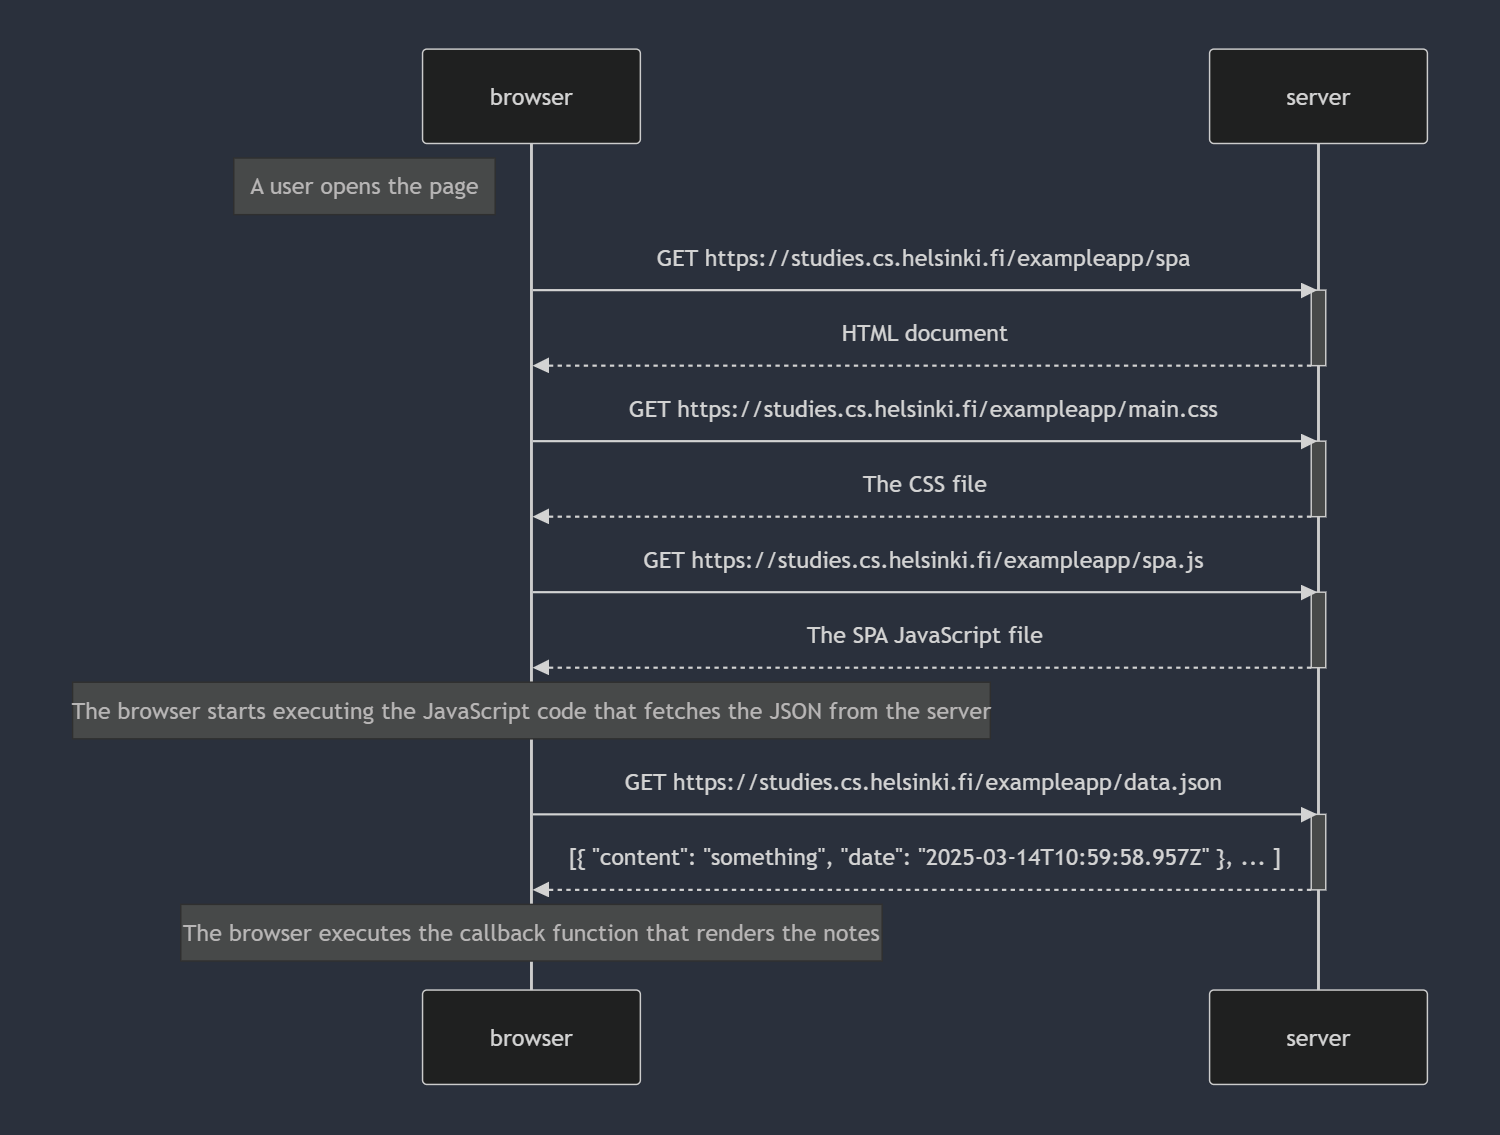 browser
server
A user opens the page
GET https://studies.cs.helsinki.fi/exampleapp/spa
HTML document
GET https://studies.cs.helsinki.fi/exampleapp/main.css
The CSS file
GET https://studies.cs.helsinki.fi/exampleapp/spa.js
The SPA JavaScript file
The browser starts executing the JavaScript code that fetches the JSON from the server
GET https://studies.cs.helsinki.fi/exampleapp/data.json
[{ "content": "something", "date": "2025-03-14T10:59:58.957Z" }, ... ]
The browser executes the callback function that renders the notes
browser
server